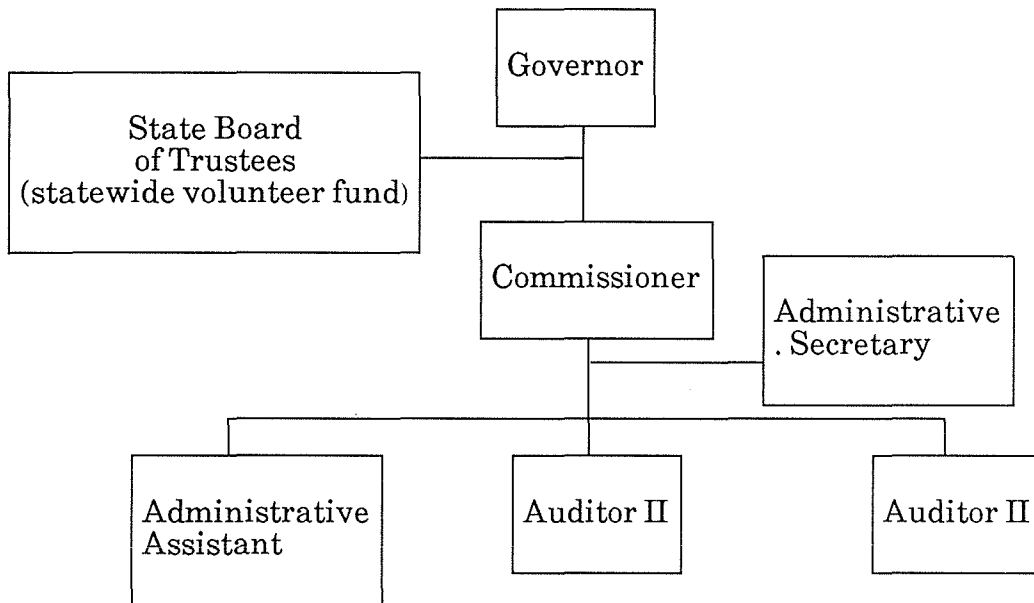 Governor
State Board
of Trustees
(statewide volunteer fund)
Commissioner
Administrative
. Secretary
Administrative
Assistant
Auditor II
Auditor II